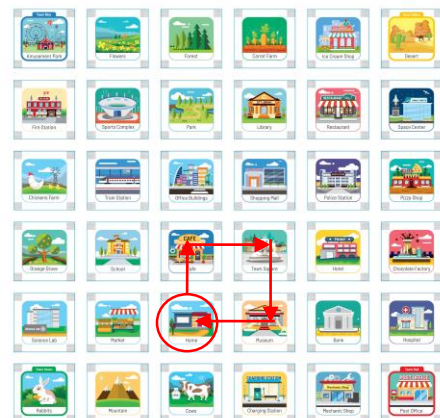 Amusement Park
Flowers
Forest
Carrot Farm
Ice Cream Shop
Desert
Fire Station
Sports Complex
Park
Library
Restaurant
Space Center
Chickens Farm
Train Station
Office Buildings
Shopping Mall
Police Station
Pizza Shop
Orange Grove
School
CAFE
Cafe
Town Square
Hotel
Chocolate Factory
Science Lab
Market
Home
Museum
Bank
Hospital
Rabbits
Mountain
Cows
Charging Station
Mechanic Shop
Post Office